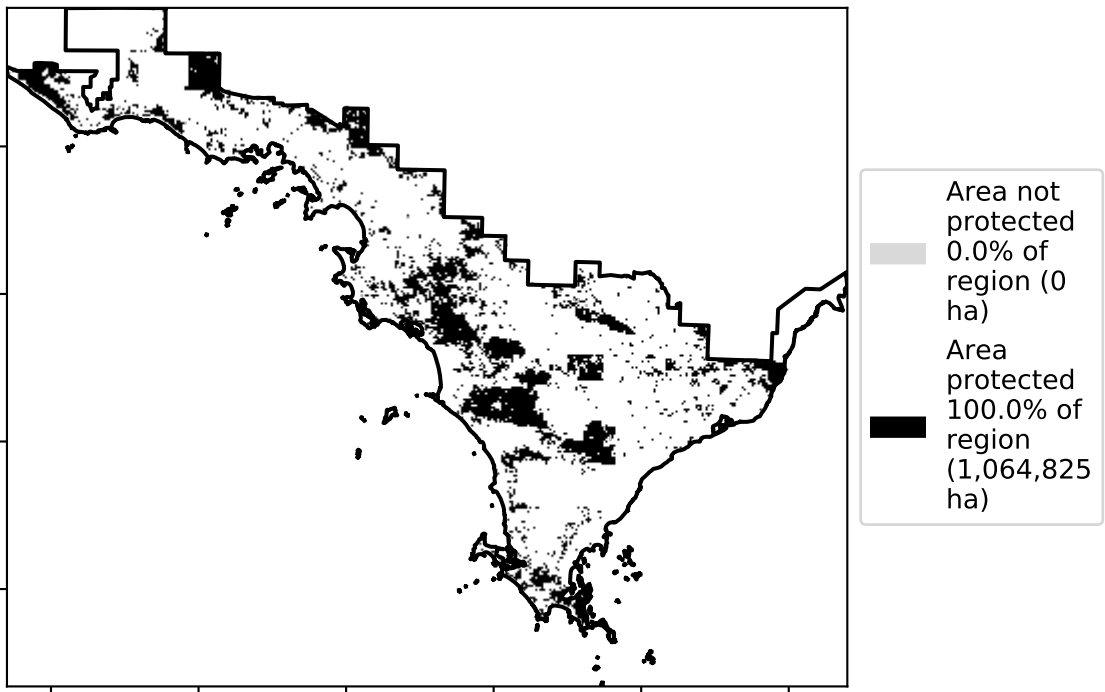 Area not
protected
0.0% of
region (0
ha)
Area
protected
100.0% of
region
(1,064,825
ha)